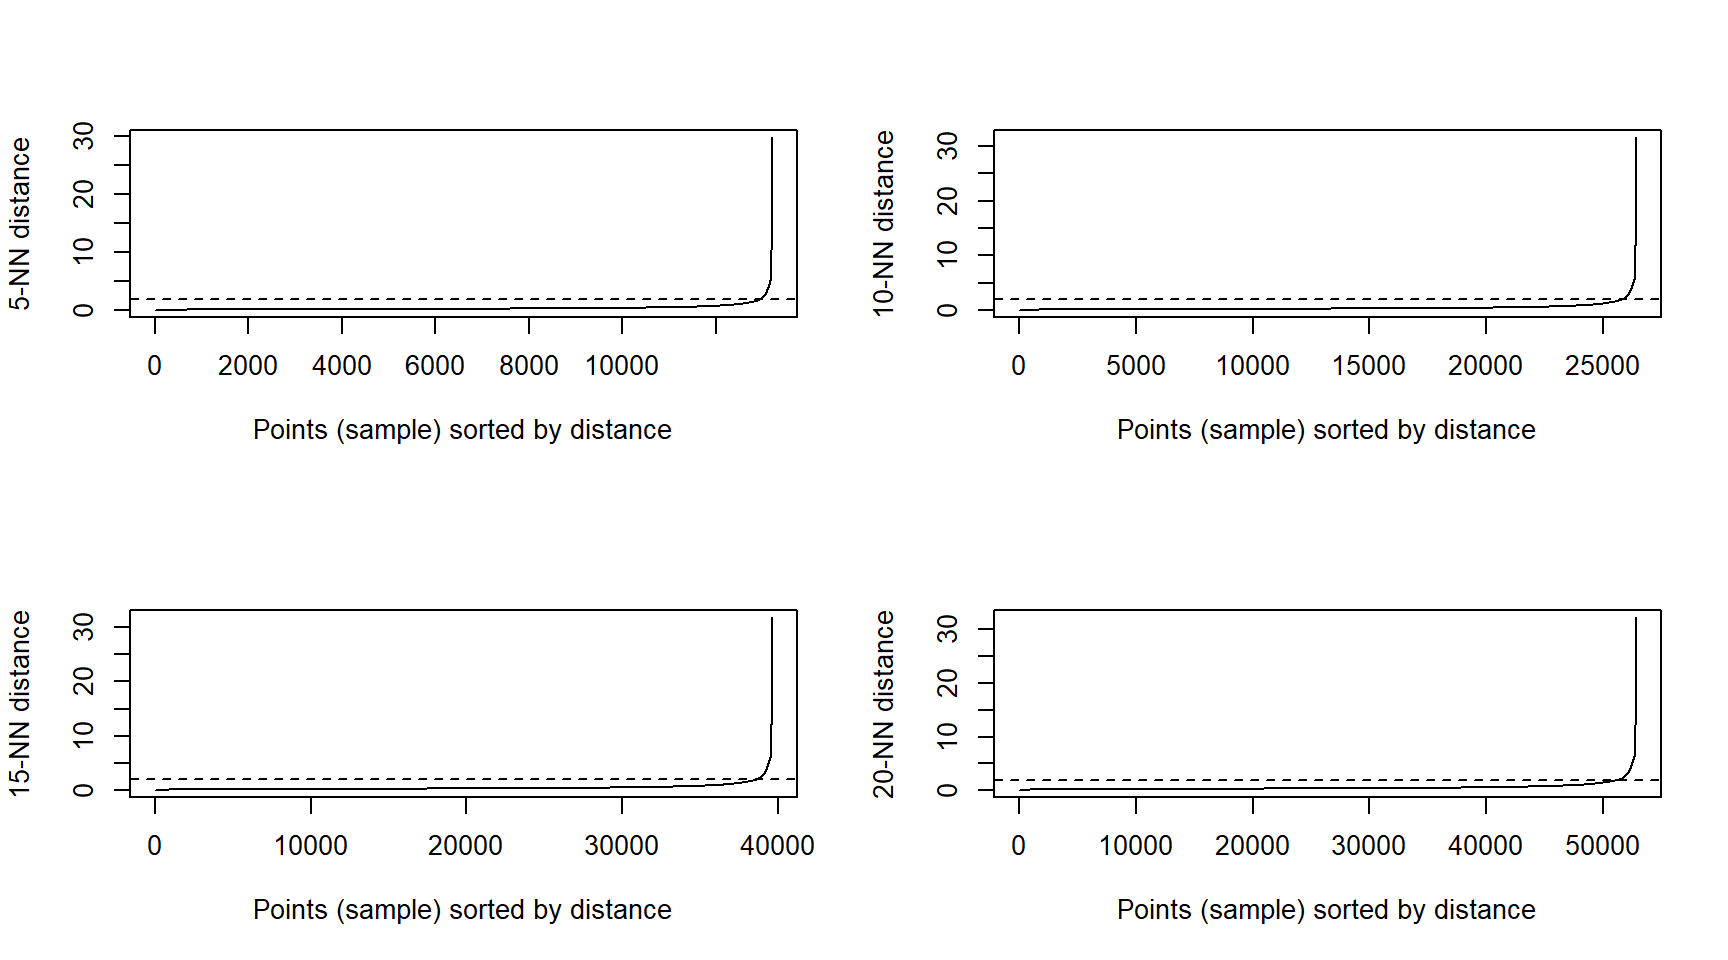 5-NN distance
0 10 20 30
0 2000 4000 6000 8000 10000
Points (sample) sorted by distance
10-NN distance
0 10 20 30
0 5000 10000 15000 20000 25000
Points (sample) sorted by distance
15-NN distance
0 10 20 30
0 10000 20000 30000 40000
Points (sample) sorted by distance
20-NN distance
0 10 20 30
0 10000 20000 30000 40000 50000
Points (sample) sorted by distance